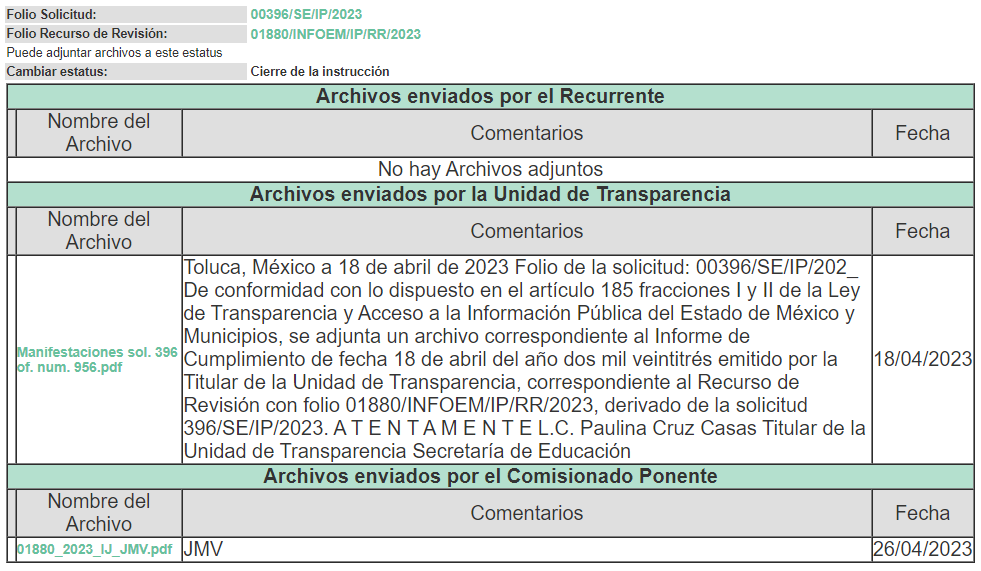 Folio Solicitud: 00396/SE/IP/2023
Folio Recurso de Revisión: 01880/INFOEM/IP/RR/2023
Puede adjuntar archivos a este estatus
Cambiar estatus: Cierre de la instrucción
Archivos enviados por el Recurrente
Nombre del
Archivo
Comentarios
Fecha
No hay Archivos adjuntos
Archivos enviados por la Unidad de Transparencia
Nombre del
Archivo
Comentarios
Fecha
Manifestaciones sol. 396
of. num. 956.pdf
Toluca, México a 18 de abril de 2023 Folio de la solicitud: 00396/SE/IP/202_
De conformidad con lo dispuesto en el artículo 185 fracciones I y II de la Ley
de Transparencia y Acceso a la Información Pública del Estado de México y
Municipios, se adjunta un archivo correspondiente al Informe de
Cumplimiento de fecha 18 de abril del año dos mil veintitrés emitido por la
Titular de la Unidad de Transparencia, correspondiente al Recurso de
Revisión con folio 01880/INFOEM/IP/RR/2023, derivado de la solicitud
396/SE/IP/2023. A T E N T A M E N T E L.C. Paulina Cruz Casas Titular de la
Unidad de Transparencia Secretaría de Educación
18/04/2023
Archivos enviados por el Comisionado Ponente
Nombre del
Archivo
Comentarios
Fecha
01880_2023_IJ_JMV.pdf
JMV
26/04/2023